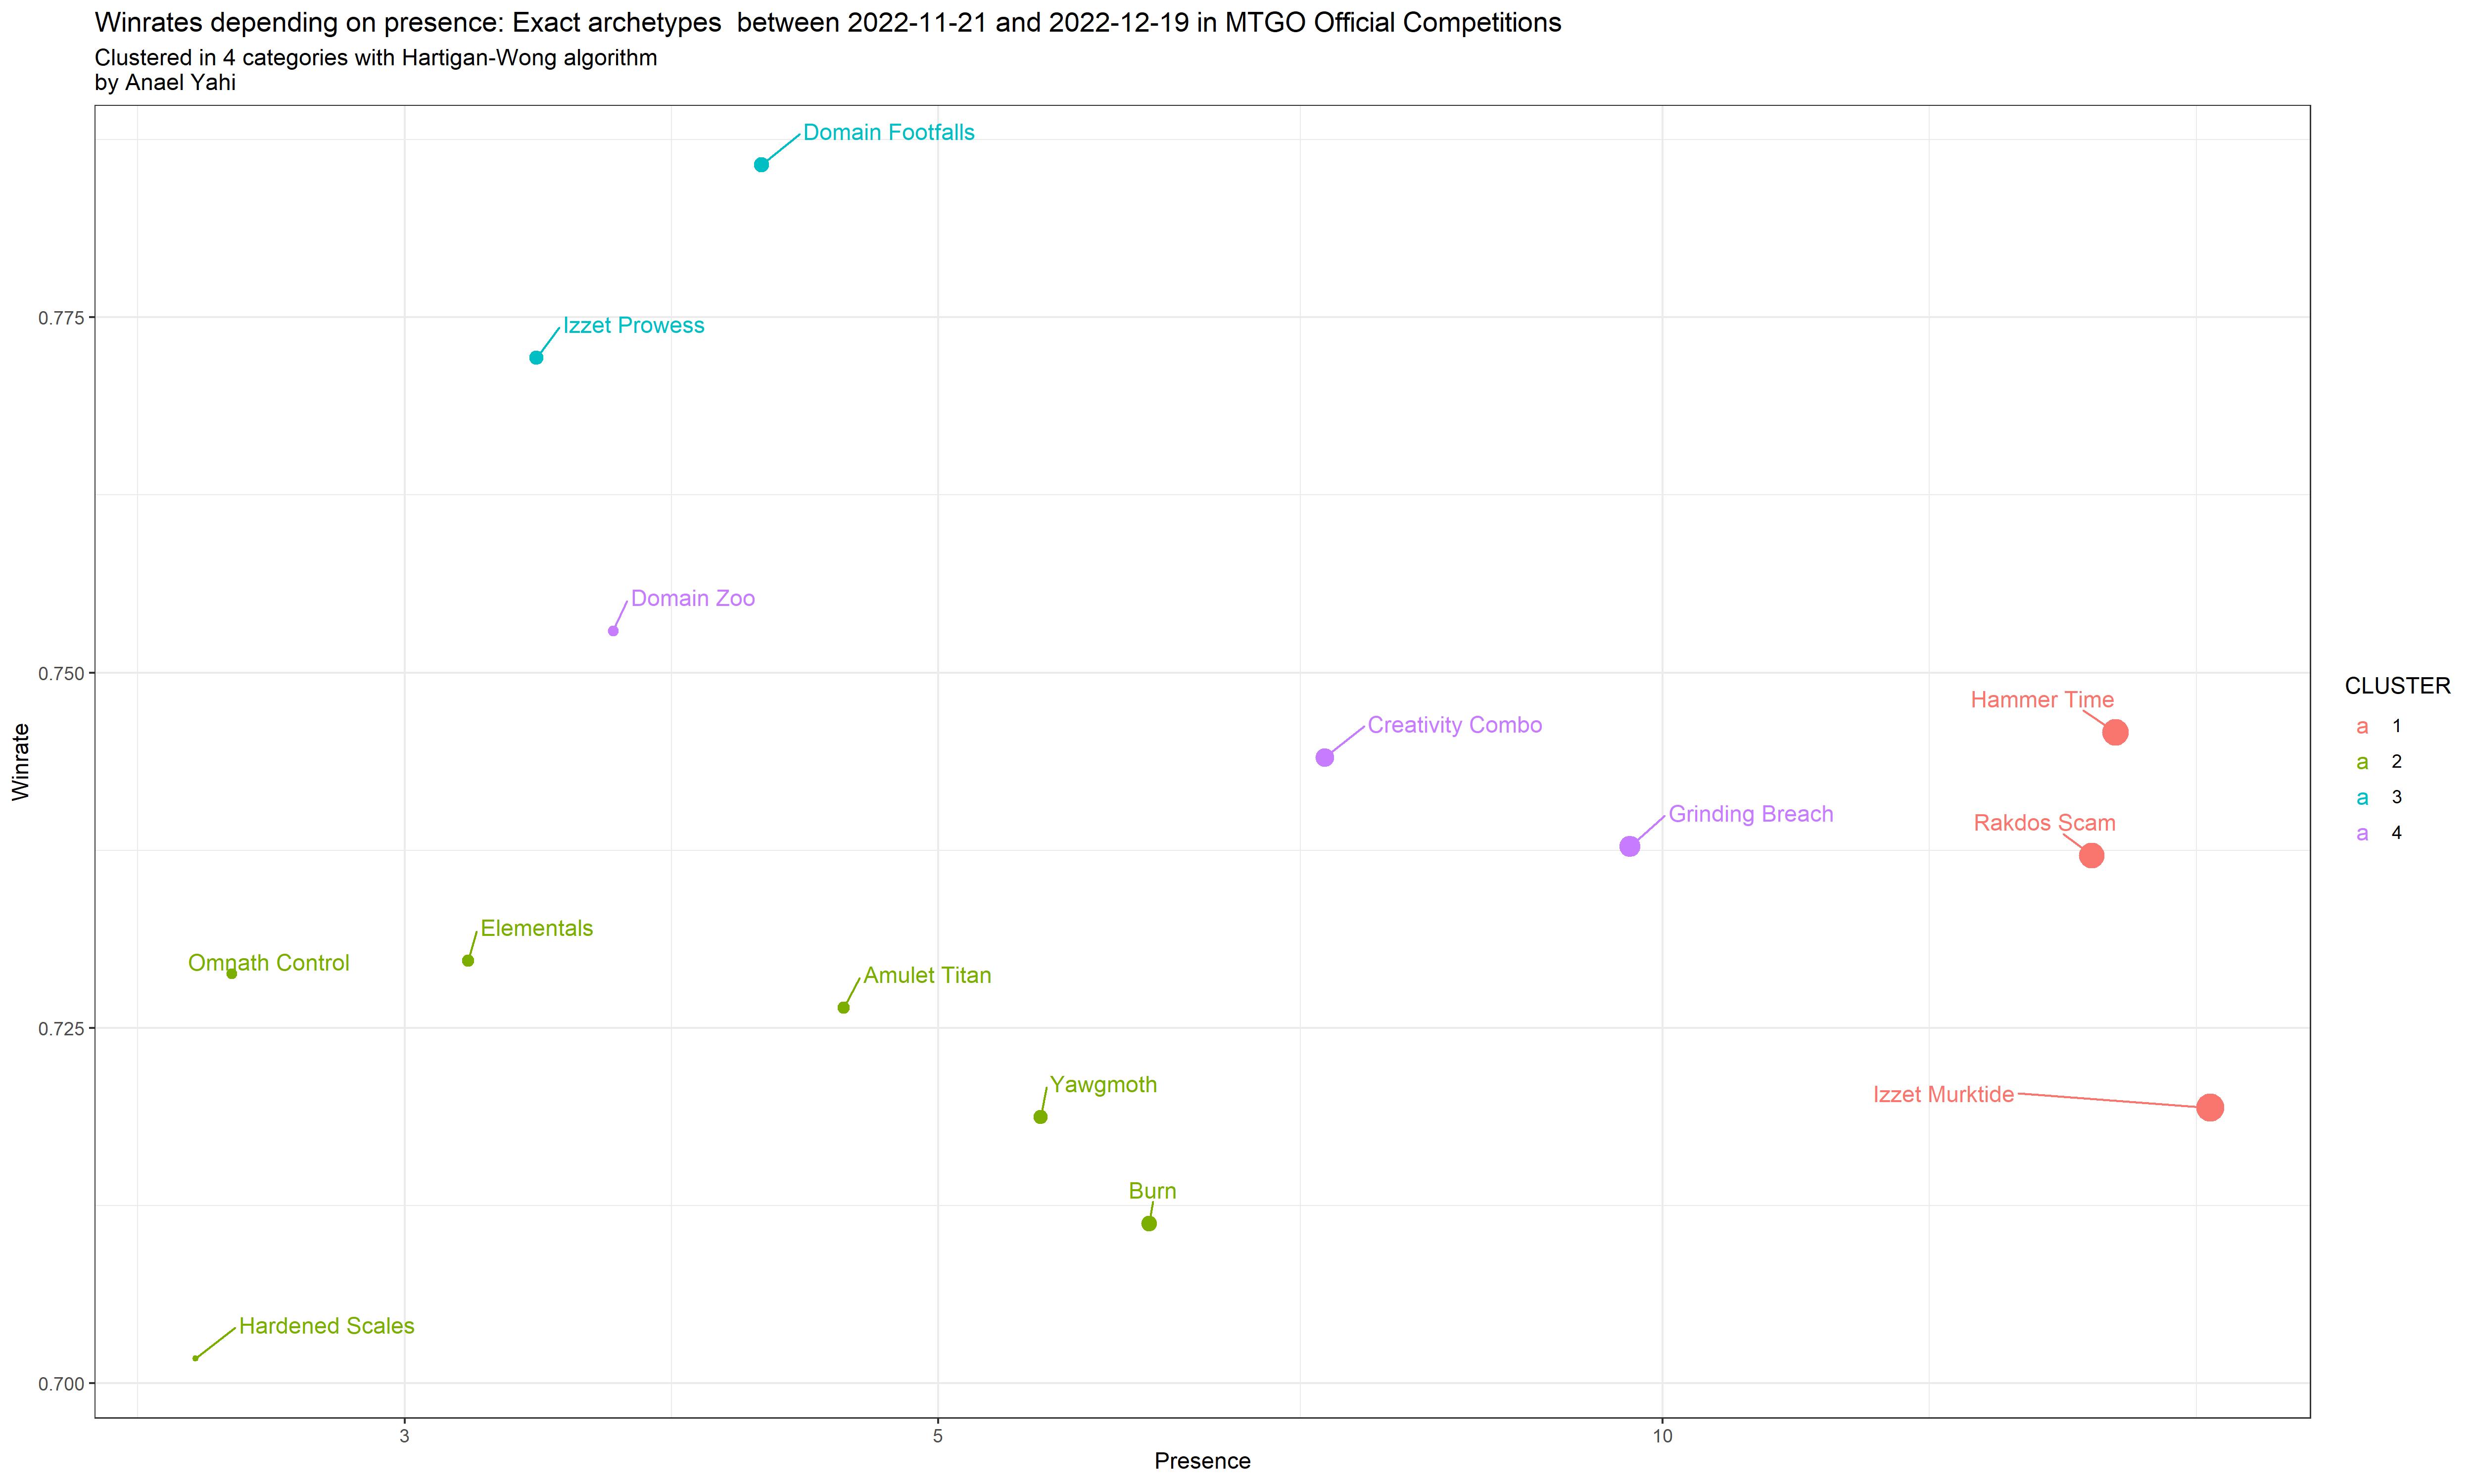 Winrates depending on presence: Exact archetypes  between 2022-11-21 and 2022-12-19 in MTGO Official Competitions
Clustered in 4 categories with Hartigan-Wong algorithm
by Anael Yahi
Domain Footfalls
0.775
Izzet Prowess
Domain Zoo
0.750
Hammer Time
Creativity Combo
Grinding Breach
Rakdos Scam
Elementals
Omnath Control
Amulet Titan
0.725
Yawgmoth
Izzet Murktide
Burn
Hardened Scales
0.700
Winrate
3
5
10
Presence
CLUSTER
a 1
a 2
a 3
a 4